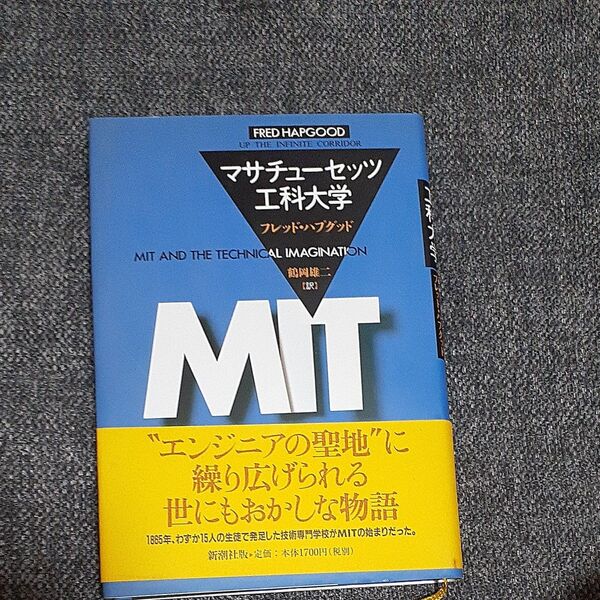 FRED HAPGOOD
UP THE INFINITE CORRIDOR
マサチューセッツ
工科大学
フレッド・ハプグッド
MIT AND THE TECHNICAL IMAGINATION
鶴岡雄二
[訳]
MIT
“エンジニアの聖地”に
繰り広げられる
世にもおかしな物語
1865年、わずか15人の生徒で発足した技術専門学校がMITの始まりだった。
新潮社版▶定価:本体1700円(税別)